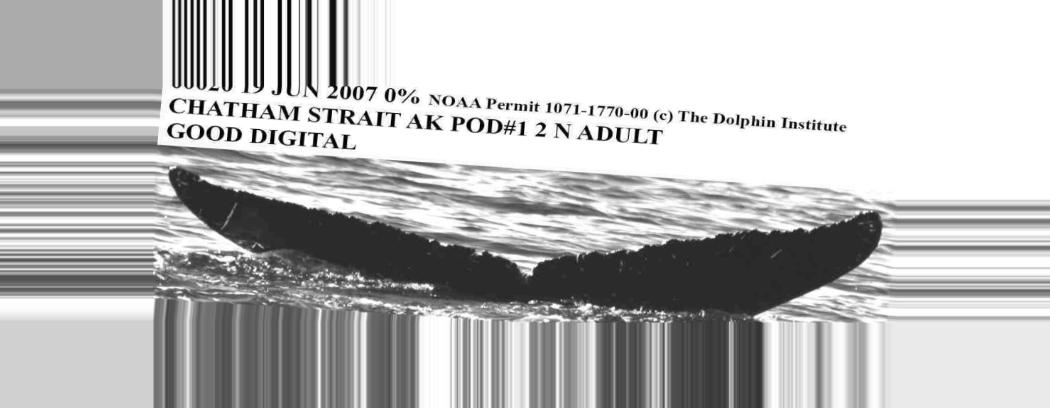 00020 19 JUN 2007 0% NOAA Permit 1071-1770-00 (c) The Dolphin Institute
CHATHAM STRAIT AK POD#1 2 N ADULT
GOOD DIGITAL